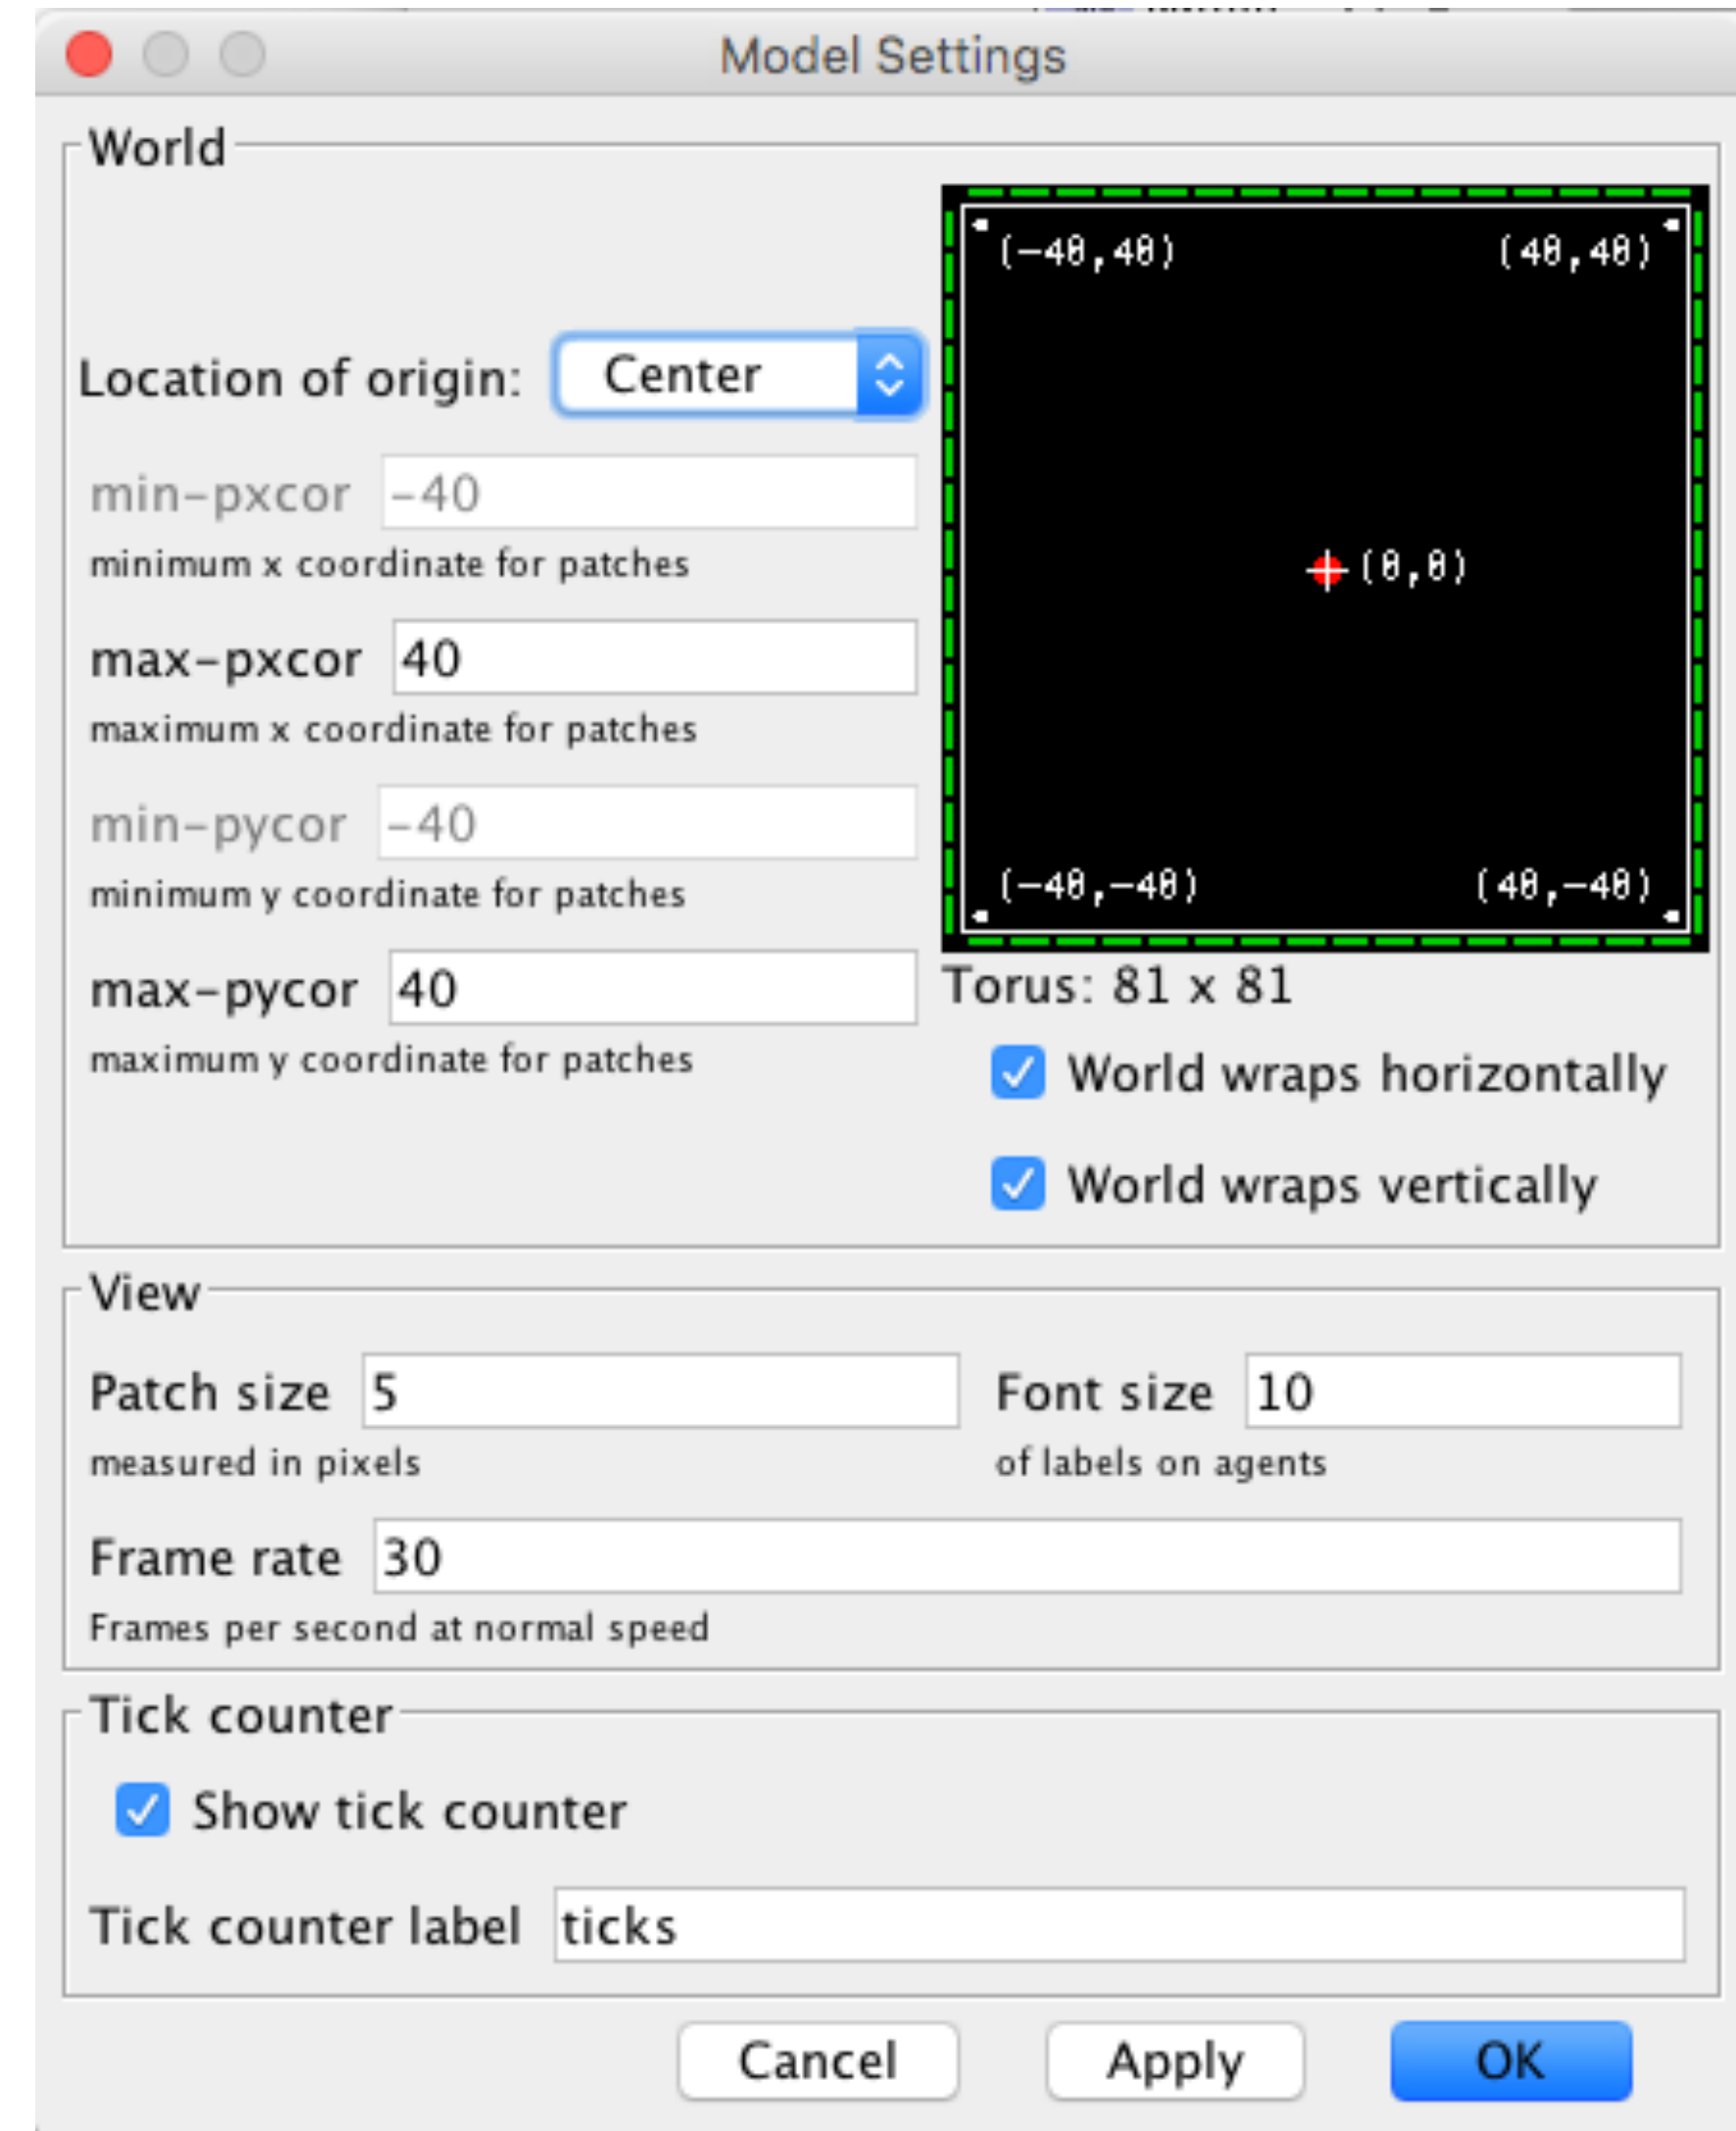 Model Settings
World
(-40,40) (40,40)
Location of origin: Center
min-pxcor -40
minimum x coordinate for patches
(0,0)
max-pxcor 40
maximum x coordinate for patches
min-pycor -40
minimum y coordinate for patches
(-40,-40) (40,-40)
max-pycor 40
Torus: 81 x 81
maximum y coordinate for patches
World wraps horizontally
World wraps vertically
View
Patch size 5 Font size 10
measured in pixels of labels on agents
Frame rate 30
Frames per second at normal speed
Tick counter
Show tick counter
Tick counter label ticks
Cancel Apply OK